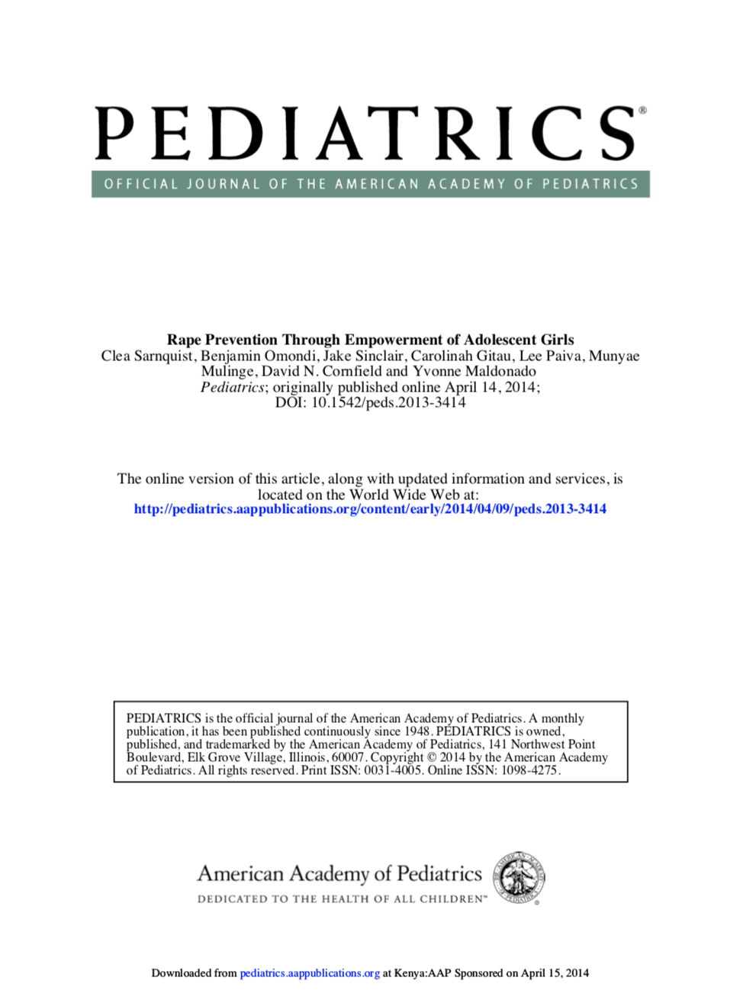 PEDIATRICS®
OFFICIAL JOURNAL OF THE AMERICAN ACADEMY OF PEDIATRICS
Rape Prevention Through Empowerment of Adolescent Girls
Clea Sarnquist, Benjamin Omondi, Jake Sinclair, Carolinah Gitau, Lee Paiva, Munyae
Mulinge, David N. Cornfield and Yvonne Maldonado
Pediatrics; originally published online April 14, 2014;
DOI: 10.1542/peds.2013-3414
The online version of this article, along with updated information and services, is
located on the World Wide Web at:
http://pediatrics.aappublications.org/content/early/2014/04/09/peds.2013-3414
PEDIATRICS is the official journal of the American Academy of Pediatrics. A monthly
publication, it has been published continuously since 1948. PEDIATRICS is owned,
published, and trademarked by the American Academy of Pediatrics, 141 Northwest Point
Boulevard, Elk Grove Village, Illinois, 60007. Copyright © 2014 by the American Academy
of Pediatrics. All rights reserved. Print ISSN: 0031-4005. Online ISSN: 1098-4275.
American Academy of Pediatrics
DEDICATED TO THE HEALTH OF ALL CHILDREN™
Downloaded from pediatrics.aappublications.org at Kenya:AAP Sponsored on April 15, 2014